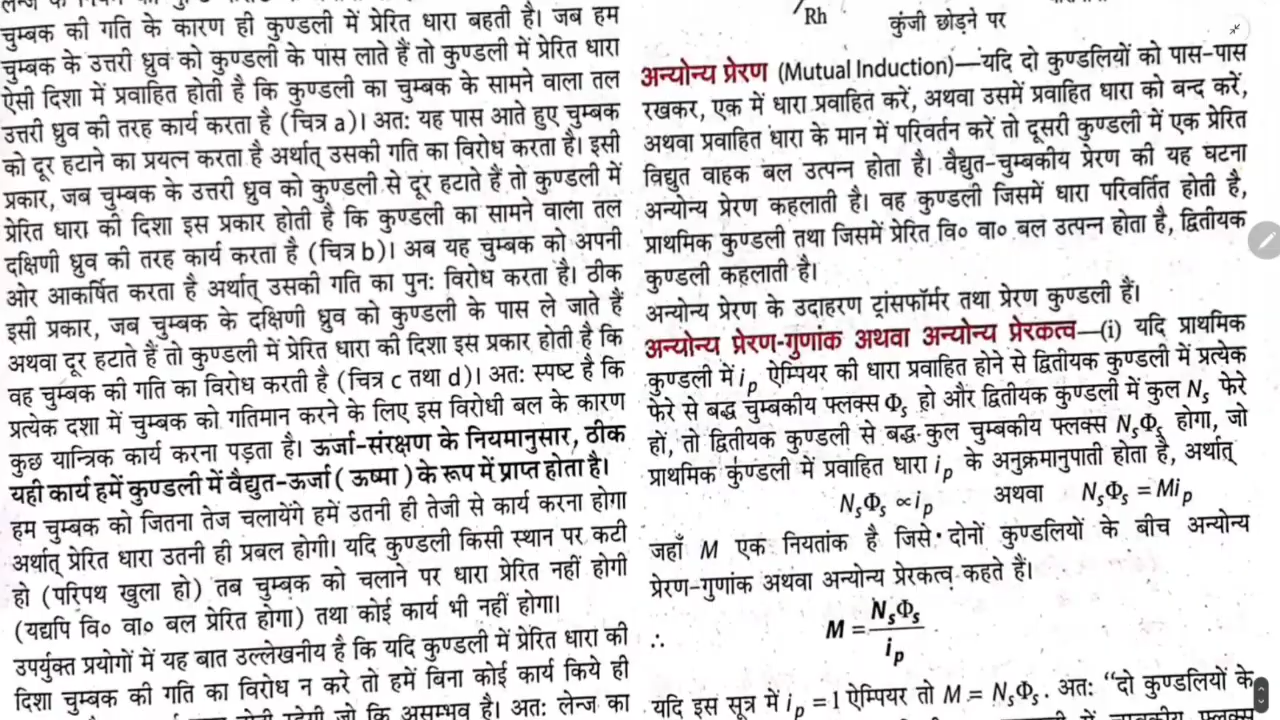 चुम्बक की गति के कारण ही कुण्डली में प्रेरित धारा बहती है। जब हम
चुम्बक के उत्तरी ध्रुव को कुण्डली के पास लाते हैं तो कुण्डली में प्रेरित धारा
ऐसी दिशा में प्रवाहित होती है कि कुण्डली का चुम्बक के सामने वाला तल
उत्तरी ध्रुव की तरह कार्य करता है (चित्र a)। अत: यह पास आते हुए चुम्बक
को दूर हटाने का प्रयत्न करता है अर्थात् उसकी गति का विरोध करता है। इसी
प्रकार, जब चुम्बक के उत्तरी ध्रुव को कुण्डली से दूर हटाते हैं तो कुण्डली में
प्रेरित धारा की दिशा इस प्रकार होती है कि कुण्डली का सामने वाला तल
दक्षिणी ध्रुव की तरह कार्य करता है (चित्र b)। अब यह चुम्बक को अपनी
ओर आकर्षित करता है अर्थात् उसकी गति का पुन: विरोध करता है। ठीक
इसी प्रकार, जब चुम्बक के दक्षिणी ध्रुव को कुण्डली के पास ले जाते हैं
अथवा दूर हटाते हैं तो कुण्डली में प्रेरित धारा की दिशा इस प्रकार होती है कि
वह चुम्बक की गति का विरोध करती है (चित्र c तथा d)। अत: स्पष्ट है कि
प्रत्येक दशा में चुम्बक को गतिमान करने के लिए इस विरोधी बल के कारण
कुछ यान्त्रिक कार्य करना पड़ता है। ऊर्जा-संरक्षण के नियमानुसार, ठीक
यही कार्य हमें कुण्डली में वैद्युत-ऊर्जा ( ऊष्मा ) के रूप में प्राप्त होता है।
हम चुम्बक को जितना तेज चलायेंगे हमें उतनी ही तेजी से कार्य करना होगा
अर्थात् प्रेरित धारा उतनी ही प्रबल होगी। यदि कुण्डली किसी स्थान पर कटी
हो (परिपथ खुला हो) तब चुम्बक को चलाने पर धारा प्रेरित नहीं होगी
(यद्यपि वि० वा० बल प्रेरित होगा) तथा कोई कार्य भी नहीं होगा।
उपर्युक्त प्रयोगों में यह बात उल्लेखनीय है कि यदि कुण्डली में प्रेरित धारा की
दिशा चुम्बक की गति का विरोध न करे तो हमें बिना कोई कार्य किये ही
जो कि असम्भव है। अत: लेन्ज का
Rh
कुंजी छोड़ने पर
अन्योन्य प्रेरण (Mutual Induction)—यदि दो कुण्डलियों को पास-पास
रखकर, एक में धारा प्रवाहित करें, अथवा उसमें प्रवाहित धारा को बन्द करें,
अथवा प्रवाहित धारा के मान में परिवर्तन करें तो दूसरी कुण्डली में एक प्रेरित
विद्युत वाहक बल उत्पन्न होता है। वैद्युत-चुम्बकीय प्रेरण की यह घटना
अन्योन्य प्रेरण कहलाती है। वह कुण्डली जिसमें धारा परिवर्तित होती है,
प्राथमिक कुण्डली तथा जिसमें प्रेरित वि० वा० बल उत्पन्न होता है, द्वितीयक
कुण्डली कहलाती है।
अन्योन्य प्रेरण के उदाहरण ट्रांसफॉर्मर तथा प्रेरण कुण्डली हैं।
अन्योन्य प्रेरण-गुणांक अथवा अन्योन्य प्रेरकत्व—(i) यदि प्राथमिक
कुण्डली में i_p ऐम्पियर की धारा प्रवाहित होने से द्वितीयक कुण्डली में प्रत्येक
फेरे से बद्ध चुम्बकीय फ्लक्स Φ_s हो और द्वितीयक कुण्डली में कुल N_s फेरे
हों, तो द्वितीयक कुण्डली से बद्ध कुल चुम्बकीय फ्लक्स N_sΦ_s होगा, जो
प्राथमिक कुण्डली में प्रवाहित धारा i_p के अनुक्रमानुपाती होता है, अर्थात्
N_sΦ_s ∝ i_p अथवा N_sΦ_s = Mi_p
जहाँ M एक नियतांक है जिसे दोनों कुण्डलियों के बीच अन्योन्य
प्रेरण-गुणांक अथवा अन्योन्य प्रेरकत्व कहते हैं।
∴ M = N_sΦ_s / i_p
यदि इस सूत्र में i_p = 1 ऐम्पियर तो M = N_sΦ_s. अत: “दो कुण्डलियों के